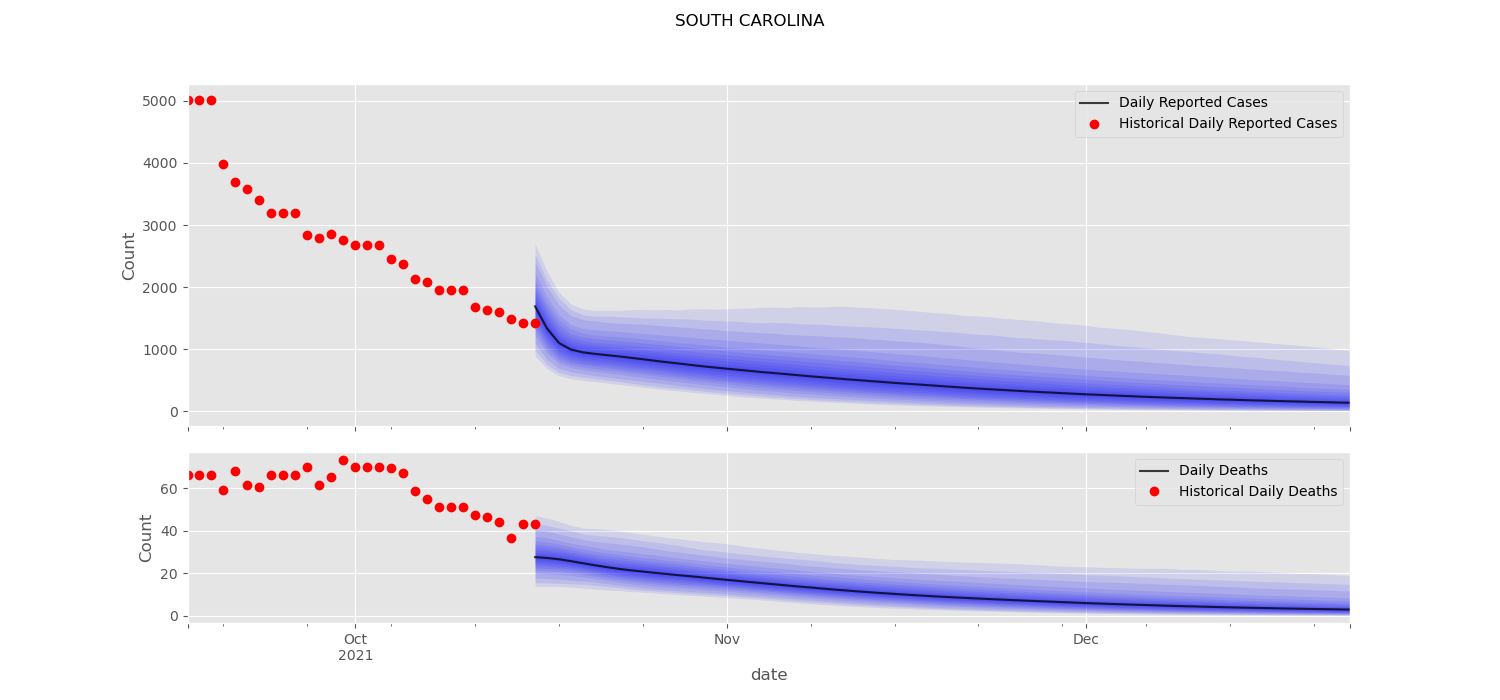 SOUTH CAROLINA
5000
4000
3000
2000
1000
0
Count
Daily Reported Cases
Historical Daily Reported Cases
60
40
20
0
Count
Daily Deaths
Historical Daily Deaths
Oct
2021
Nov
Dec
date